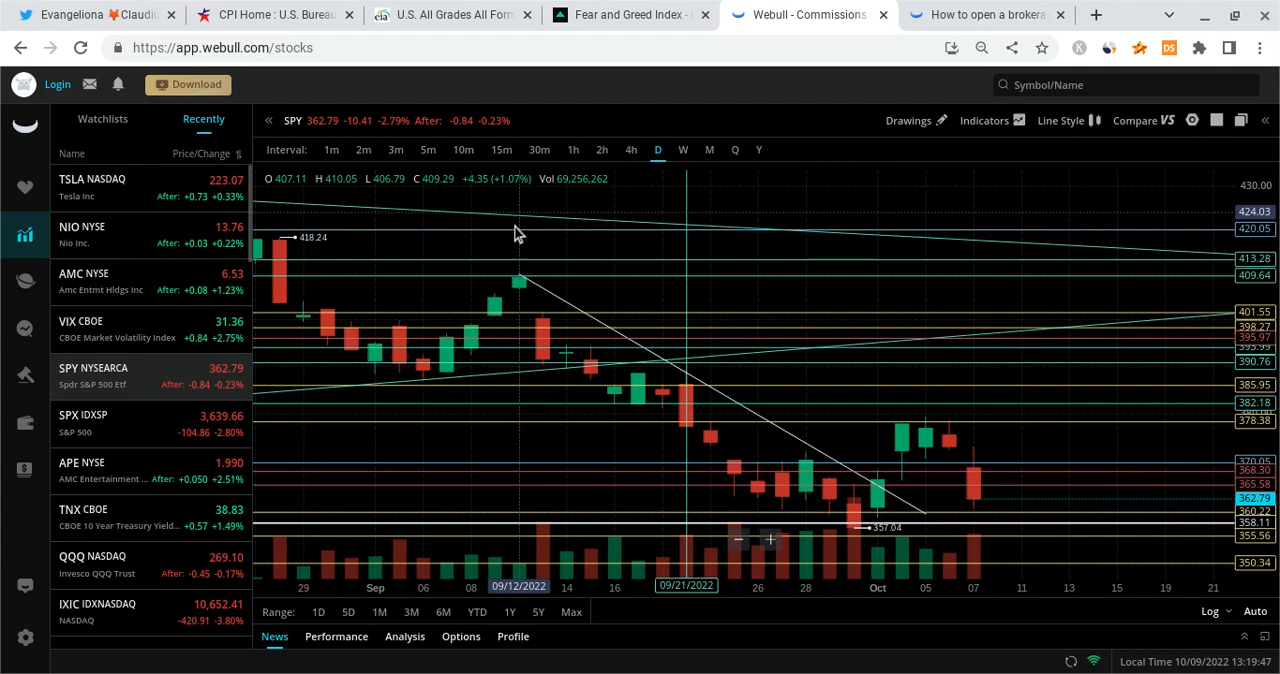 Evangeliona 🦊Claudiu
CPI Home : U.S. Bureau
U.S. All Grades All Form
Fear and Greed Index -
Webull - Commissions
How to open a brokera
https://app.webull.com/stocks
Login
Download
Symbol/Name
Watchlists
Recently
SPY 362.79 -10.41 -2.79% After: -0.84 -0.23%
Drawings
Indicators
Line Style
Compare VS
Name
Price/Change
Interval: 1m 2m 3m 5m 10m 15m 30m 1h 2h 4h D W M Q Y
O 407.11 H 410.05 L 406.79 C 409.29 +4.35 (+1.07%) Vol 69,256,262
TSLA NASDAQ 223.07
Tesla Inc After: +0.73 +0.33%
NIO NYSE 13.76
Nio Inc. After: +0.03 +0.22%
AMC NYSE 6.53
Amc Entmt Hldgs Inc After: +0.08 +1.23%
VIX CBOE 31.36
CBOE Market Volatility Index +0.84 +2.75%
SPY NYSEARCA 362.79
Spdr S&P 500 Etf After: -0.84 -0.23%
SPX IDXSP 3,639.66
S&P 500 -104.86 -2.80%
APE NYSE 1.990
AMC Entertainment ... After: +0.050 +2.51%
TNX CBOE 38.83
CBOE 10 Year Treasury Yield... +0.57 +1.49%
QQQ NASDAQ 269.10
Invesco QQQ Trust After: -0.45 -0.17%
IXIC IDXNASDAQ 10,652.41
NASDAQ -420.91 -3.80%
418.24
357.04
430.00
424.03
420.05
413.28
409.64
401.55
398.27
395.97
390.76
385.95
382.18
378.38
370.05
368.30
365.58
362.79
360.22
358.11
355.56
350.34
29 Sep 06 08 09/12/2022 14 16 09/21/2022 26 28 Oct 05 07 11 13 15 19 21
Range: 1D 5D 1M 3M 6M YTD 1Y 5Y Max
Log
Auto
News Performance Analysis Options Profile
Local Time 10/09/2022 13:19:47